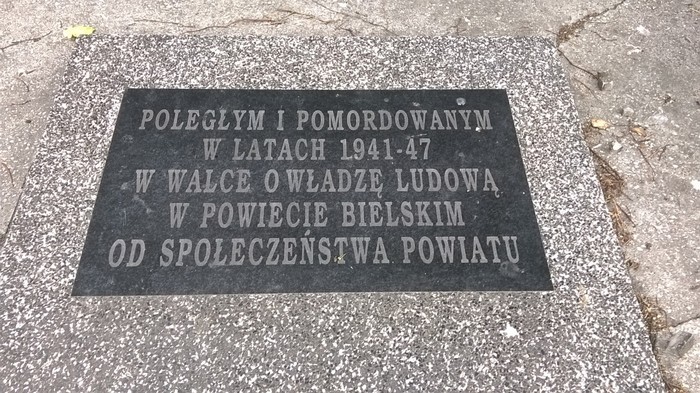 POLEGŁYM I POMORDOWANYM
W LATACH 1941-47
W WALCE O WŁADZĘ LUDOWĄ
W POWIECIE BIELSKIM
OD SPOŁECZEŃSTWA POWIATU